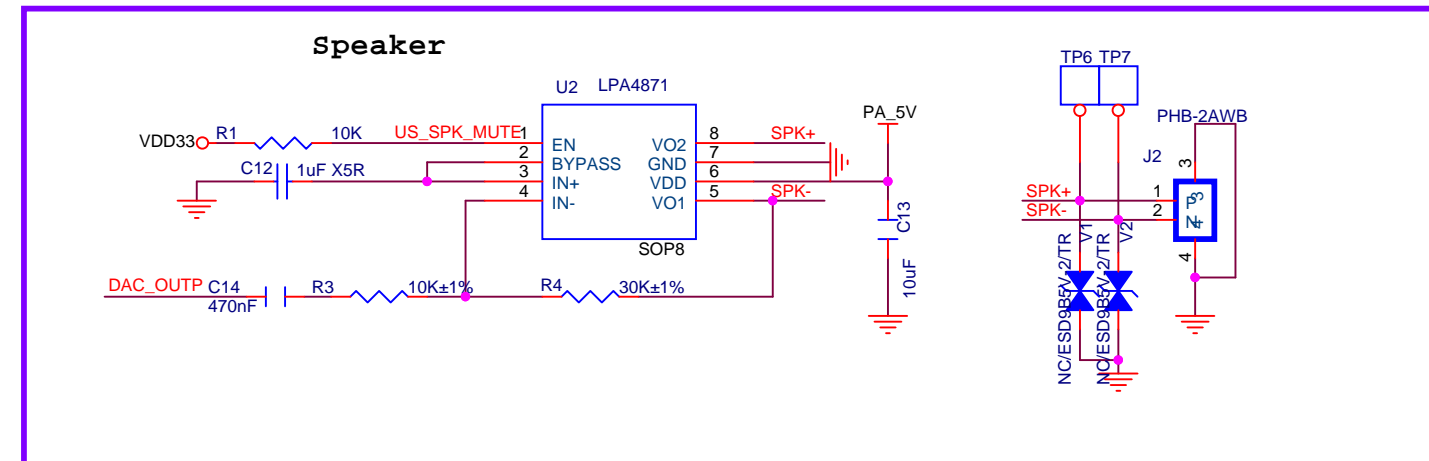 Speaker
TP6 TP7
U2 LPA4871
PA_5V
PHB-2AWB
VDD33 R1 10K US_SPK_MUTE 1 EN VO2 8 SPK+
J2 3
2 BYPASS GND 7
C12 1uF X5R 3 IN+ VDD 6
4 IN- VO1 5 SPK-
SPK+ 1 P S3
SPK- 2 N 4
C13
10uF
SOP8
V1 V2
4
NC/ESD9B5V-2/TR
NC/ESD9B5V-2/TR
DAC_OUTP C14 R3 10K±1% R4 30K±1%
470nF